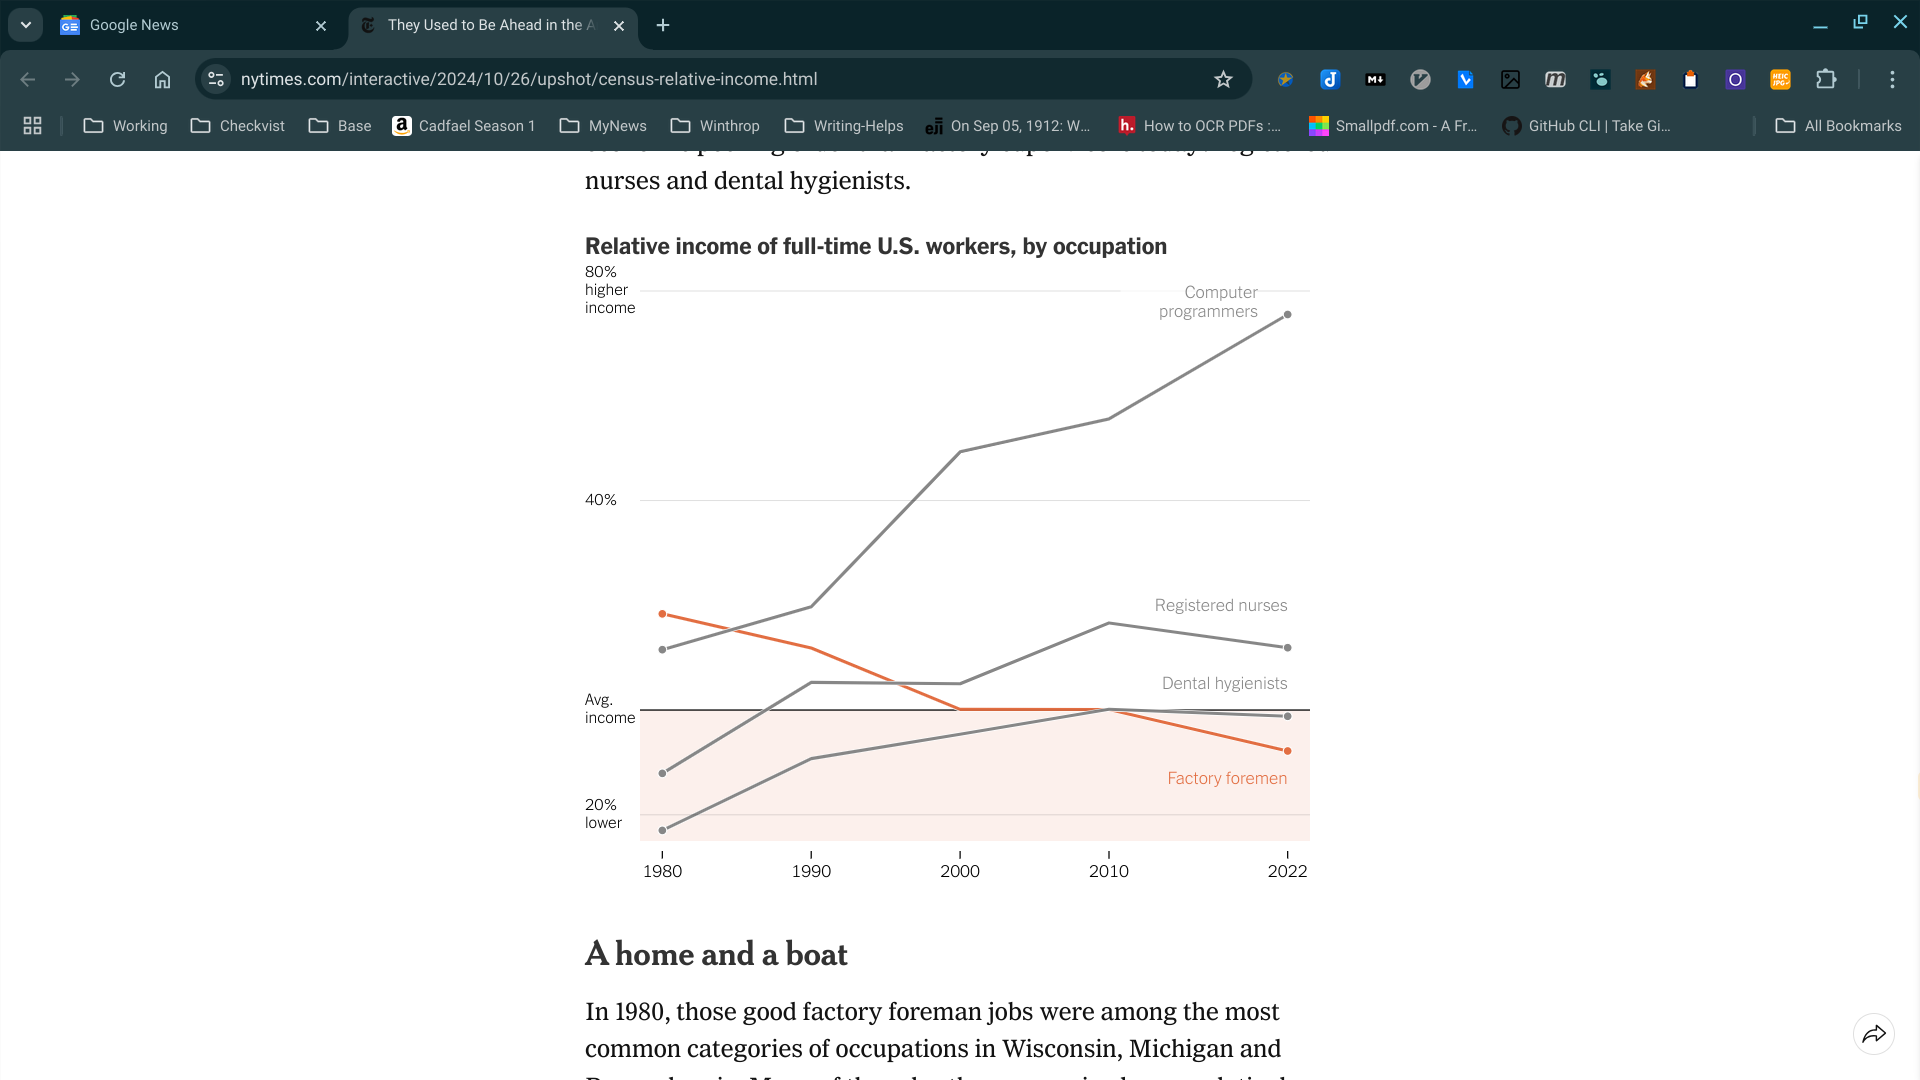 Google News
They Used to Be Ahead in the A
nytimes.com/interactive/2024/10/26/upshot/census-relative-income.html
Working
Checkvist
Base
Cadfael Season 1
MyNews
Winthrop
Writing-Helps
On Sep 05, 1912: W...
How to OCR PDFs :...
Smallpdf.com - A Fr...
GitHub CLI | Take Gi...
All Bookmarks
nurses and dental hygienists.
Relative income of full-time U.S. workers, by occupation
80%
higher
income
Computer
programmers
40%
Registered nurses
Dental hygienists
Avg.
income
Factory foremen
20%
lower
1980 1990 2000 2010 2022
A home and a boat
In 1980, those good factory foreman jobs were among the most
common categories of occupations in Wisconsin, Michigan and